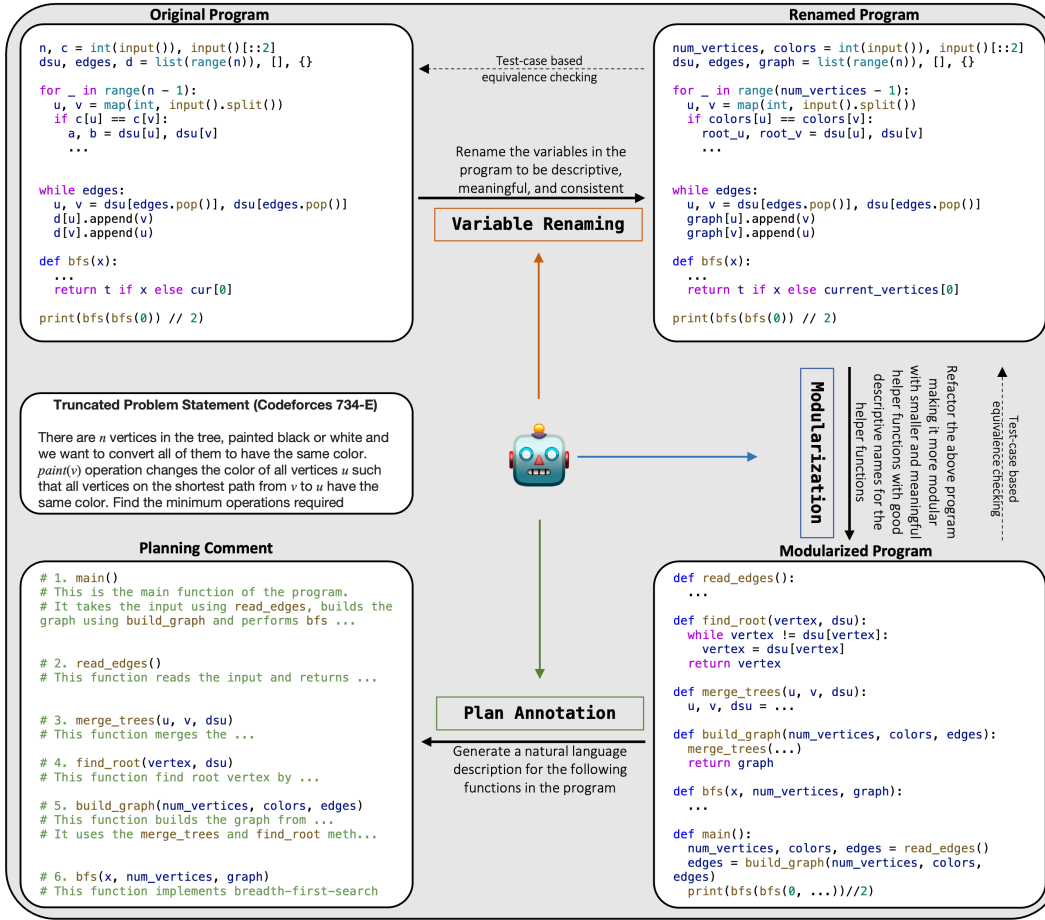 Original Program
n, c = int(input()), input()[::2]
dsu, edges, d = list(range(n)), [], {}
for _ in range(n - 1):
u, v = map(int, input().split())
if c[u] == c[v]:
a, b = dsu[u], dsu[v]
...
while edges:
u, v = dsu[edges.pop()], dsu[edges.pop()]
d[u].append(v)
d[v].append(u)
def bfs(x):
...
return t if x else cur[0]
print(bfs(bfs(0)) // 2)
Test-case based
equivalence checking
Rename the variables in the
program to be descriptive,
meaningful, and consistent
Variable Renaming
Renamed Program
num_vertices, colors = int(input()), input()[::2]
dsu, edges, graph = list(range(n)), [], {}
for _ in range(num_vertices - 1):
u, v = map(int, input().split())
if colors[u] == colors[v]:
root_u, root_v = dsu[u], dsu[v]
...
while edges:
u, v = dsu[edges.pop()], dsu[edges.pop()]
graph[u].append(v)
graph[v].append(u)
def bfs(x):
...
return t if x else current_vertices[0]
print(bfs(bfs(0)) // 2)
Truncated Problem Statement (Codeforces 734-E)
There are n vertices in the tree, painted black or white and
we want to convert all of them to have the same color.
paint(v) operation changes the color of all vertices u such
that all vertices on the shortest path from v to u have the
same color. Find the minimum operations required
Modularization
Refactor the above program
making it more modular
with smaller and meaningful
helper functions with good
descriptive names for the
helper functions
Test-case based
equivalence checking
Planning Comment
# 1. main()
# This is the main function of the program.
# It takes the input using read_edges, builds the
graph using build_graph and performs bfs ...
# 2. read_edges()
# This function reads the input and returns ...
# 3. merge_trees(u, v, dsu)
# This function merges the ...
# 4. find_root(vertex, dsu)
# This function find root vertex by ...
# 5. build_graph(num_vertices, colors, edges)
# This function builds the graph from ...
# It uses the merge_trees and find_root meth...
# 6. bfs(x, num_vertices, graph)
# This function implements breadth-first-search
Plan Annotation
Generate a natural language
description for the following
functions in the program
Modularized Program
def read_edges():
...
def find_root(vertex, dsu):
while vertex != dsu[vertex]:
vertex = dsu[vertex]
return vertex
def merge_trees(u, v, dsu):
u, v, dsu = ...
def build_graph(num_vertices, colors, edges):
merge_trees(...)
return graph
def bfs(x, num_vertices, graph):
...
def main():
num_vertices, colors, edges = read_edges()
edges = build_graph(num_vertices, colors,
edges)
print(bfs(bfs(0, ...))//2)